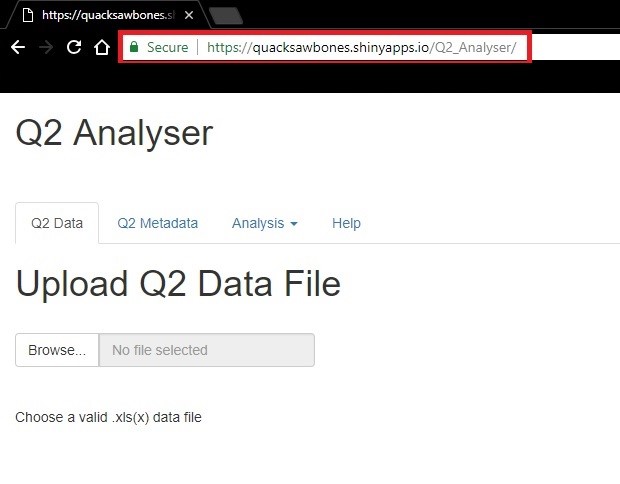 https://quacksawbones.sh
Secure https://quacksawbones.shinyapps.io/Q2_Analyser/
Q2 Analyser
Q2 Data Q2 Metadata Analysis Help
Upload Q2 Data File
Browse... No file selected
Choose a valid .xls(x) data file